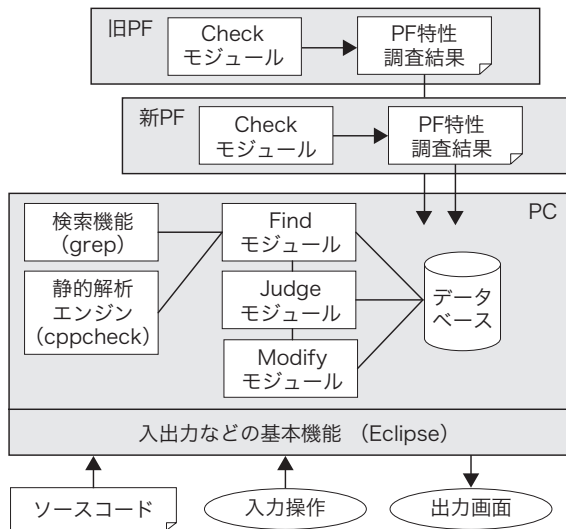 旧PF
Check
モジュール
PF特性
調査結果
新PF
Check
モジュール
PF特性
調査結果
PC
検索機能
（grep）
Find
モジュール
静的解析
エンジン
（cppcheck）
Judge
モジュール
データ
ベース
Modify
モジュール
入出力などの基本機能 （Eclipse）
ソースコード
入力操作
出力画面